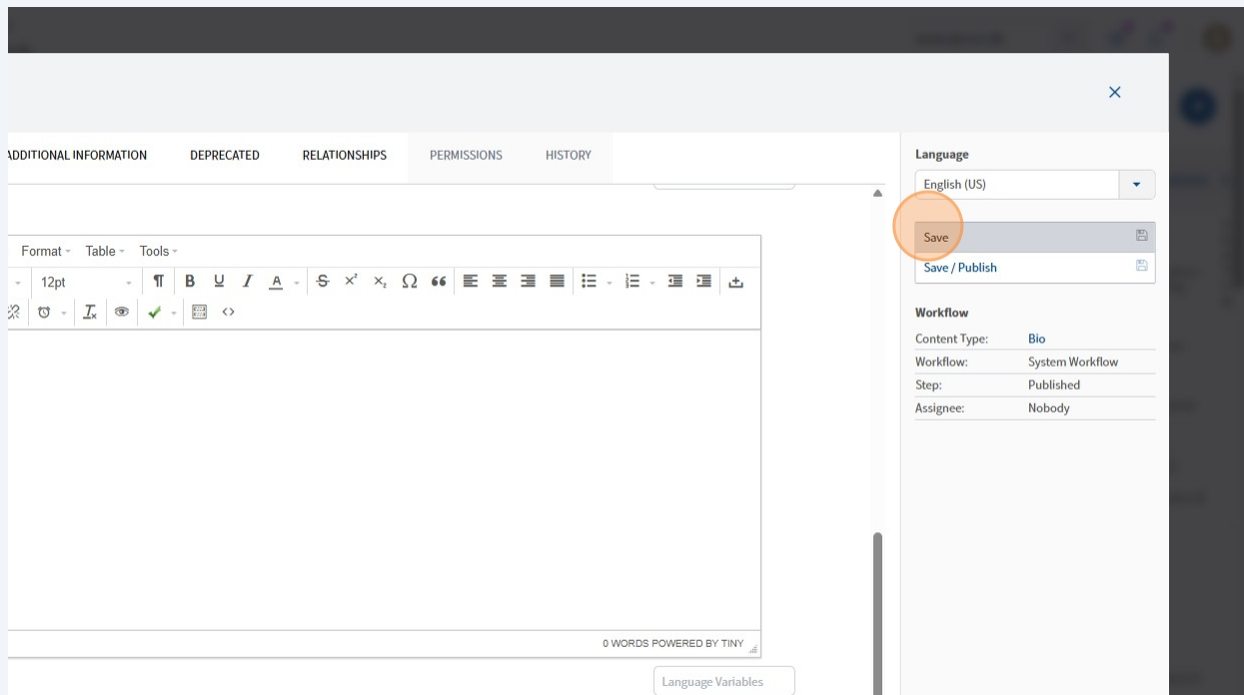 ADDITIONAL INFORMATION DEPRECATED RELATIONSHIPS PERMISSIONS HISTORY
Format Table Tools
12pt
0 WORDS POWERED BY TINY
Language Variables
Language
English (US)
Save
Save / Publish
Workflow
Content Type: Bio
Workflow: System Workflow
Step: Published
Assignee: Nobody